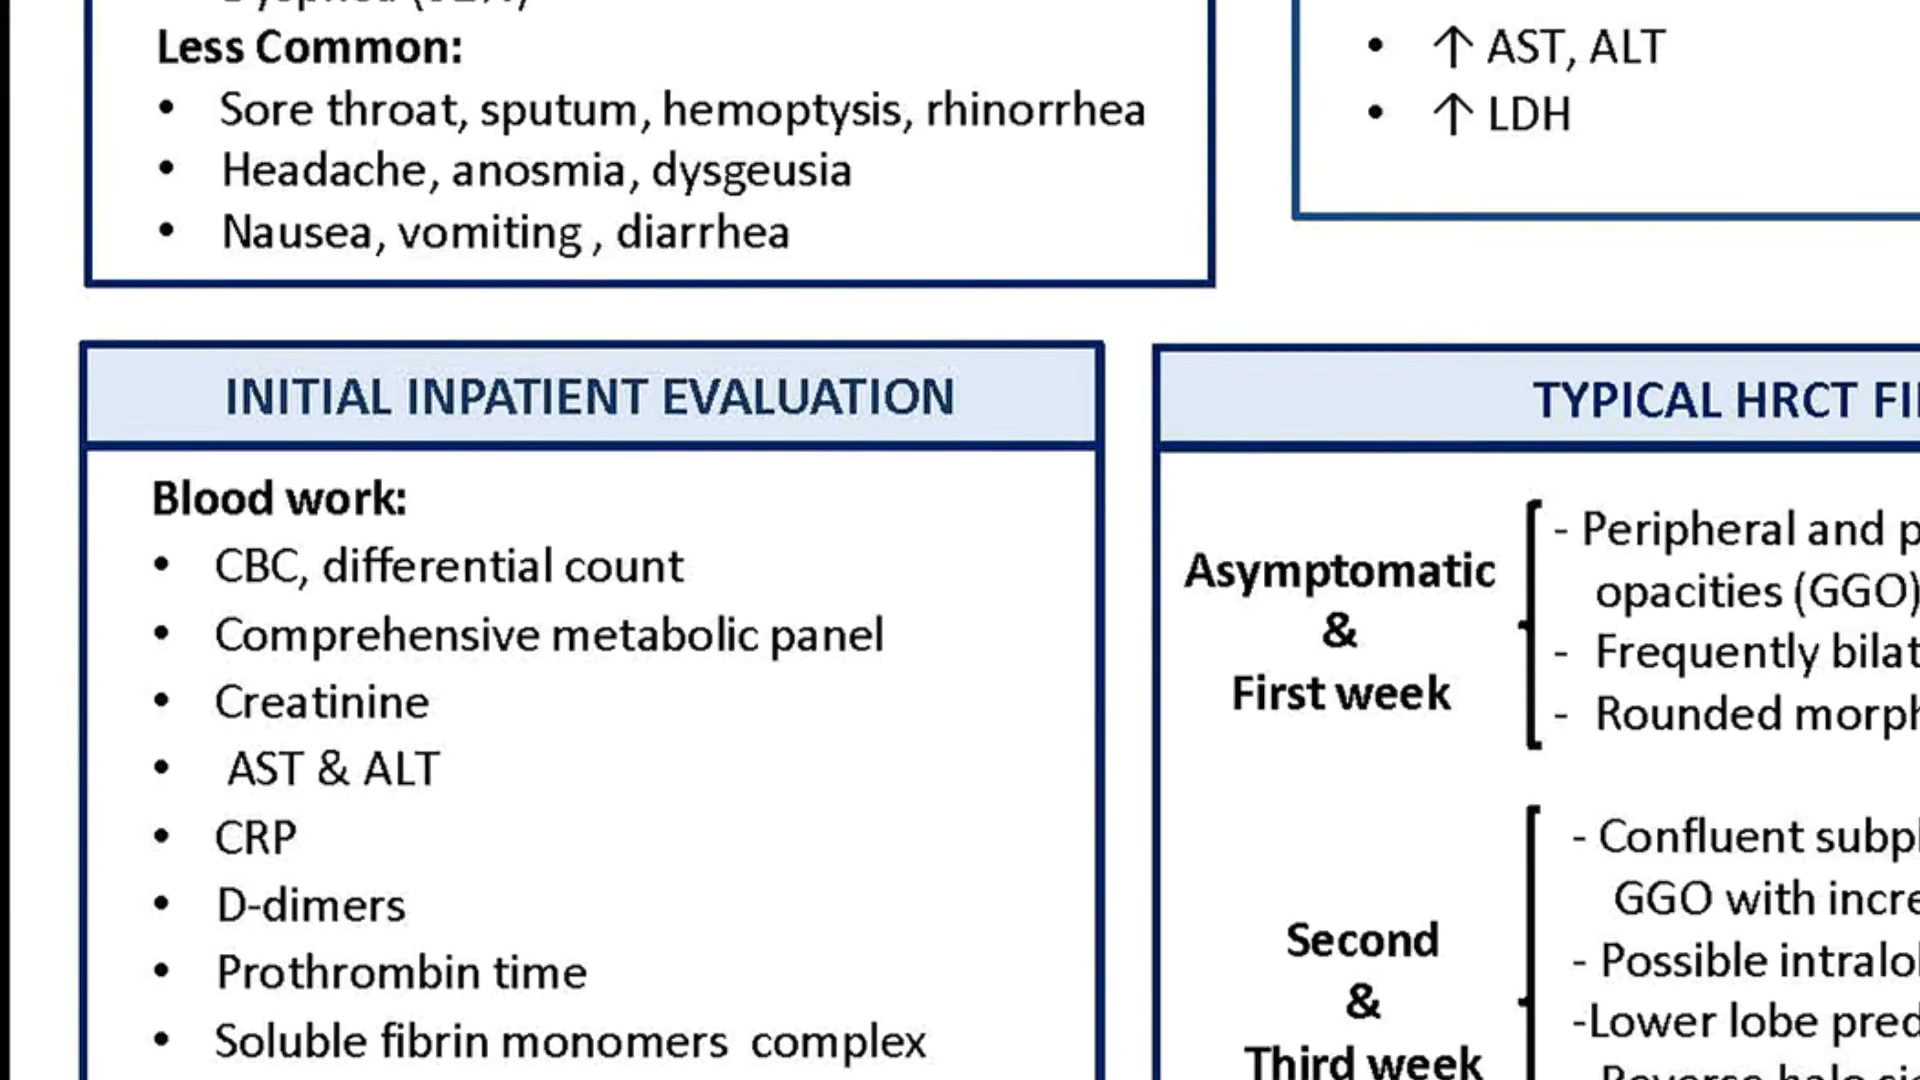 Less Common:
• Sore throat, sputum, hemoptysis, rhinorrhea
• Headache, anosmia, dysgeusia
• Nausea, vomiting , diarrhea
• ↑ AST, ALT
• ↑ LDH
INITIAL INPATIENT EVALUATION
Blood work:
• CBC, differential count
• Comprehensive metabolic panel
• Creatinine
• AST & ALT
• CRP
• D-dimers
• Prothrombin time
• Soluble fibrin monomers complex
TYPICAL HRCT
Asymptomatic
&
First week
- Peripheral and
opacities (GGO)
- Frequently
- Rounded
Second
&
Third week
- Confluent
GGO with
- Possible
-Lower lobe